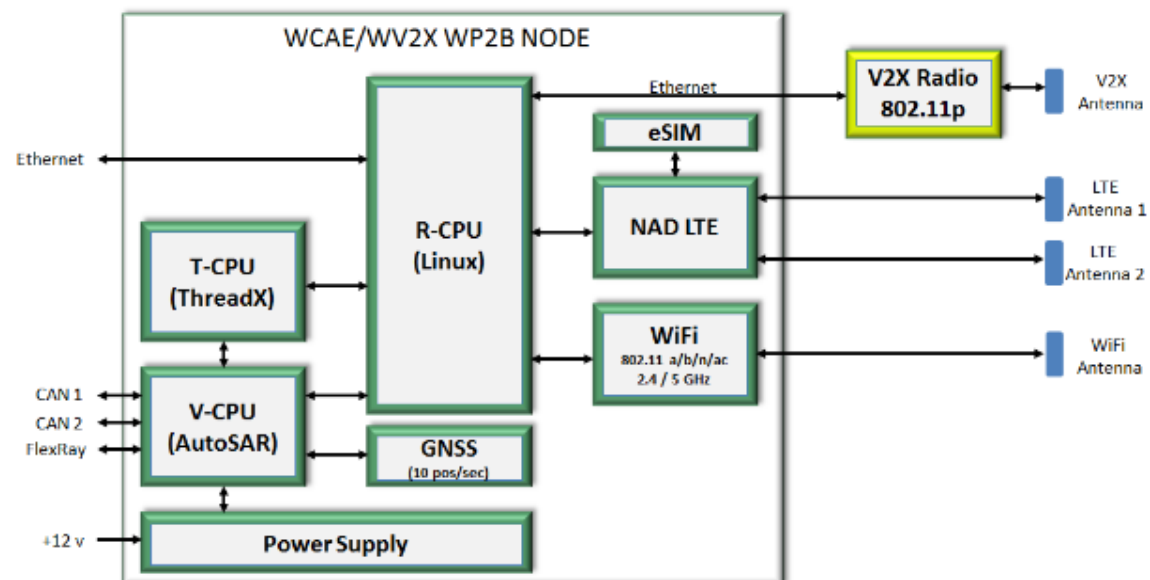 WCAE/WV2X WP2B NODE
Ethernet
V2X Radio
802.11p
V2X
Antenna
eSIM
Ethernet
R-CPU
(Linux)
NAD LTE
LTE
Antenna 1
LTE
Antenna 2
T-CPU
(ThreadX)
WiFi
802.11 a/b/n/ac
2.4 / 5 GHz
WiFi
Antenna
CAN 1
CAN 2
FlexRay
V-CPU
(AutoSAR)
GNSS
(10 pos/sec)
+12 v
Power Supply